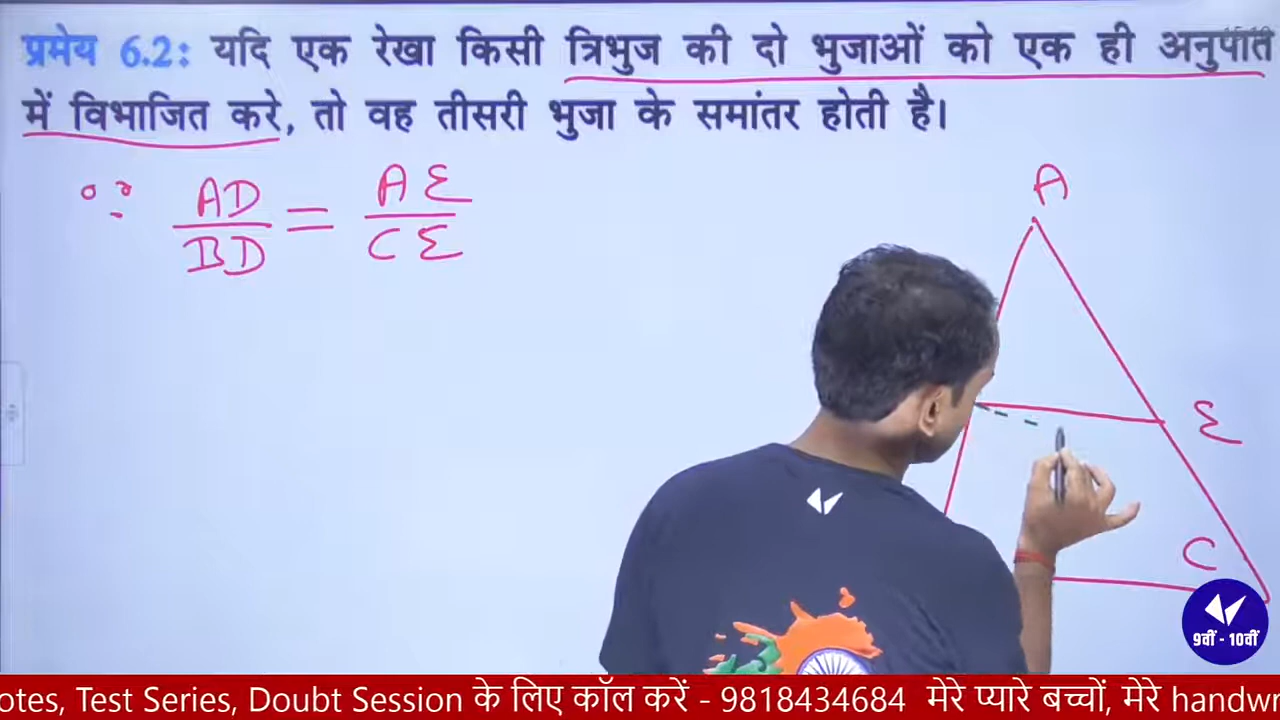 प्रमेय 6.2: यदि एक रेखा किसी त्रिभुज की दो भुजाओं को एक ही अनुपात
में विभाजित करे, तो वह तीसरी भुजा के समांतर होती है।
∵ AD/BD = AE/CE
A
E
C
9वीं - 10वीं
otes, Test Series, Doubt Session के लिए कॉल करें - 9818434684 मेरे प्यारे बच्चों, मेरे handwr